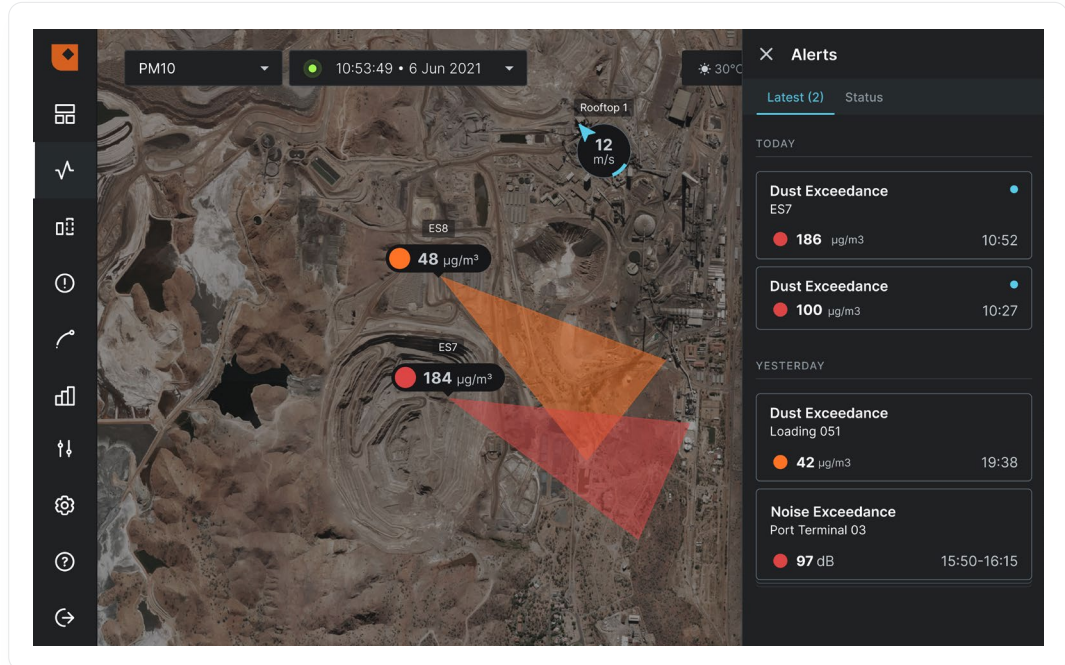 PM10
10:53:49 • 6 Jun 2021
30°C
Rooftop 1
12
m/s
ES8
48 µg/m³
ES7
184 µg/m³
Alerts
Latest (2)
Status
TODAY
Dust Exceedance
ES7
186 µg/m3
10:52
Dust Exceedance
100 µg/m3
10:27
YESTERDAY
Dust Exceedance
Loading 051
42 µg/m3
19:38
Noise Exceedance
Port Terminal 03
97 dB
15:50-16:15